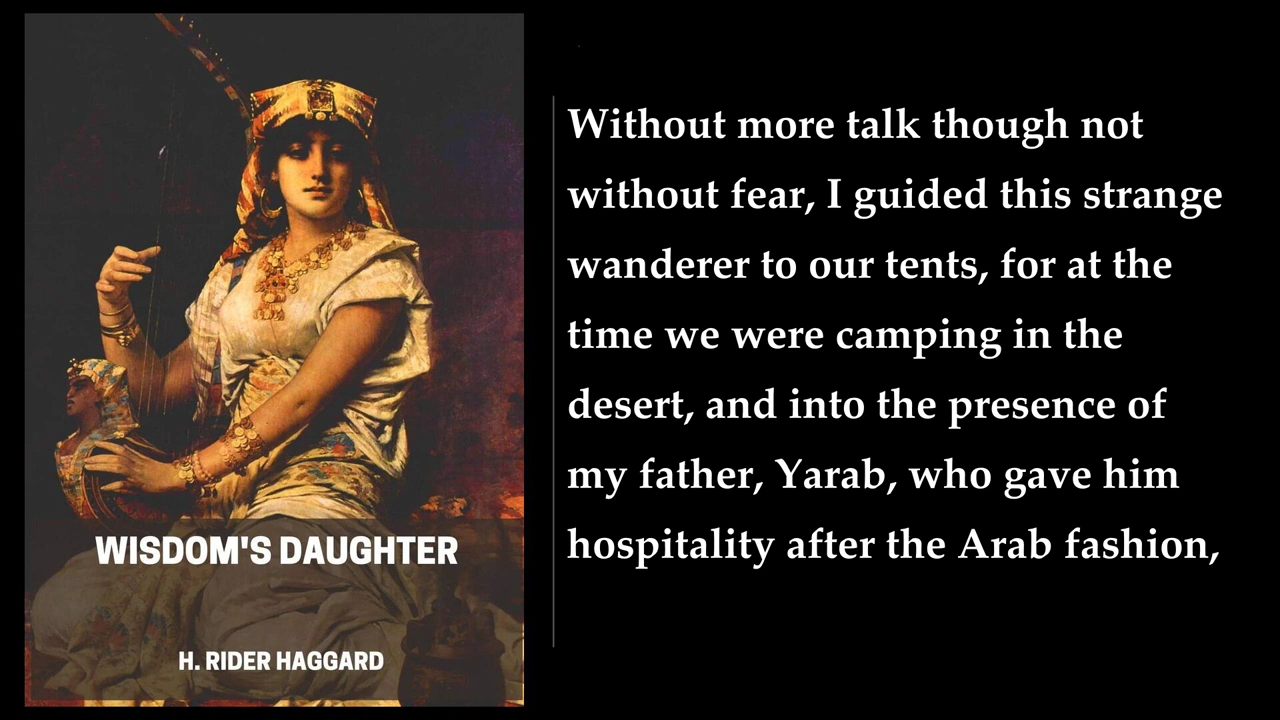 WISDOM'S DAUGHTER
H. RIDER HAGGARD
Without more talk though not
without fear, I guided this strange
wanderer to our tents, for at the
time we were camping in the
desert, and into the presence of
my father, Yarab, who gave him
hospitality after the Arab fashion,